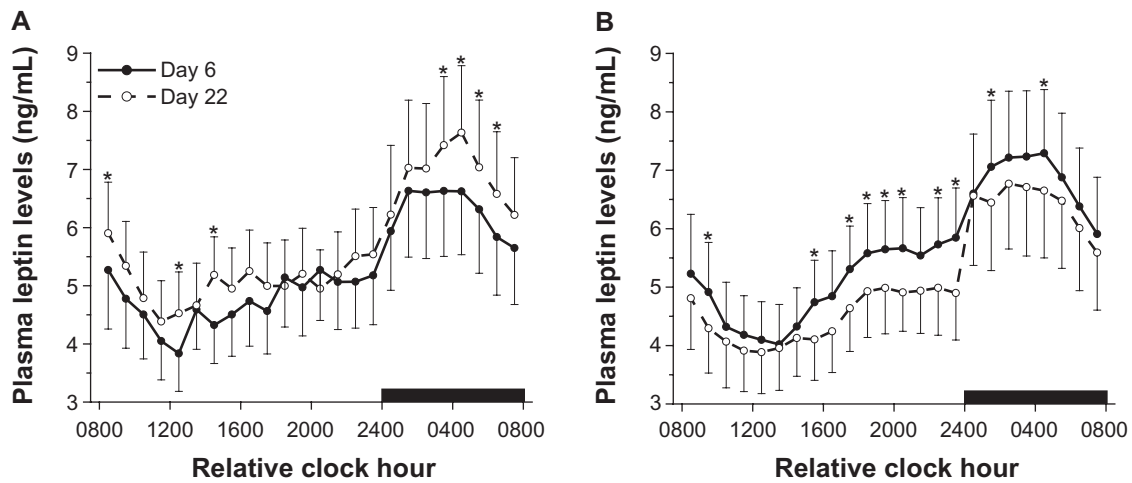 A
Plasma leptin levels (ng/mL)
9
8
7
6
5
4
3
Day 6
Day 22
* * * * * * * *
0800 1200 1600 2000 2400 0400 0800
Relative clock hour
B
Plasma leptin levels (ng/mL)
9
8
7
6
5
4
3
* * * * * * * * * *
0800 1200 1600 2000 2400 0400 0800
Relative clock hour